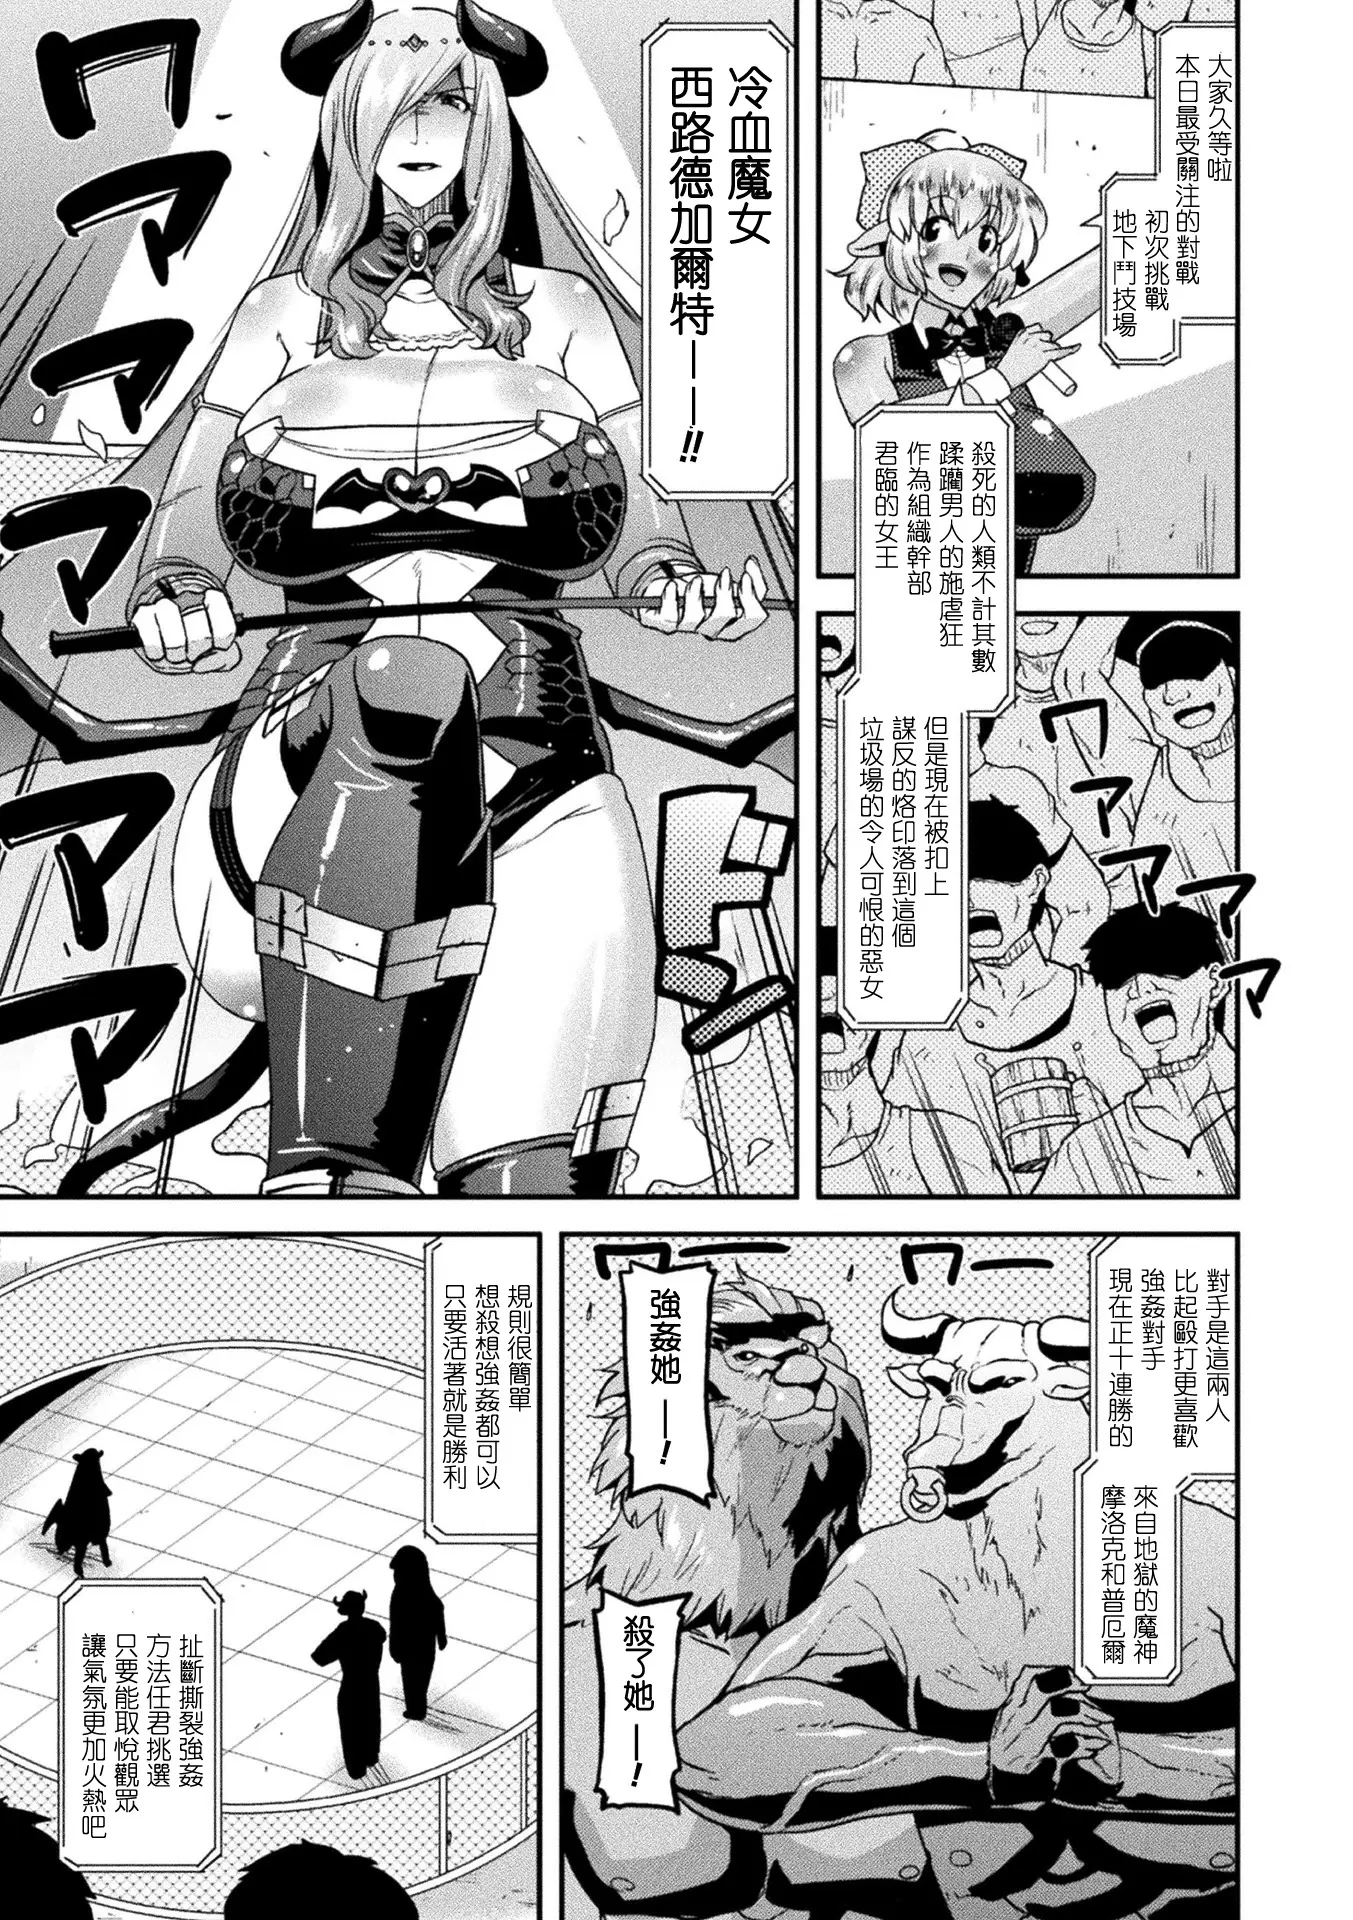 大家久等啦
本日最受關注的對戰
初次挑戰
地下鬥技場
殺死的人類不計其數
蹂躪男人的施虐狂
作為組織幹部
君臨的女王
但是現在被扣上
謀反的烙印落到這個
垃圾場的令人可恨的惡女
冷血魔女
西路德加爾特——!!
ワァァ
ワァアァア
ドン
對手是這兩人
比起毆打更喜歡
強姦對手
現在正十連勝的
來自地獄的魔神
摩洛克和普厄爾
ワー
ワーー
強姦她—!
殺了她—!
規則很簡單
想殺想強姦都可以
只要活著就是勝利
扯斷撕裂強姦
方法任君挑選
只要能取悅觀眾
讓氣氛更加火熱吧